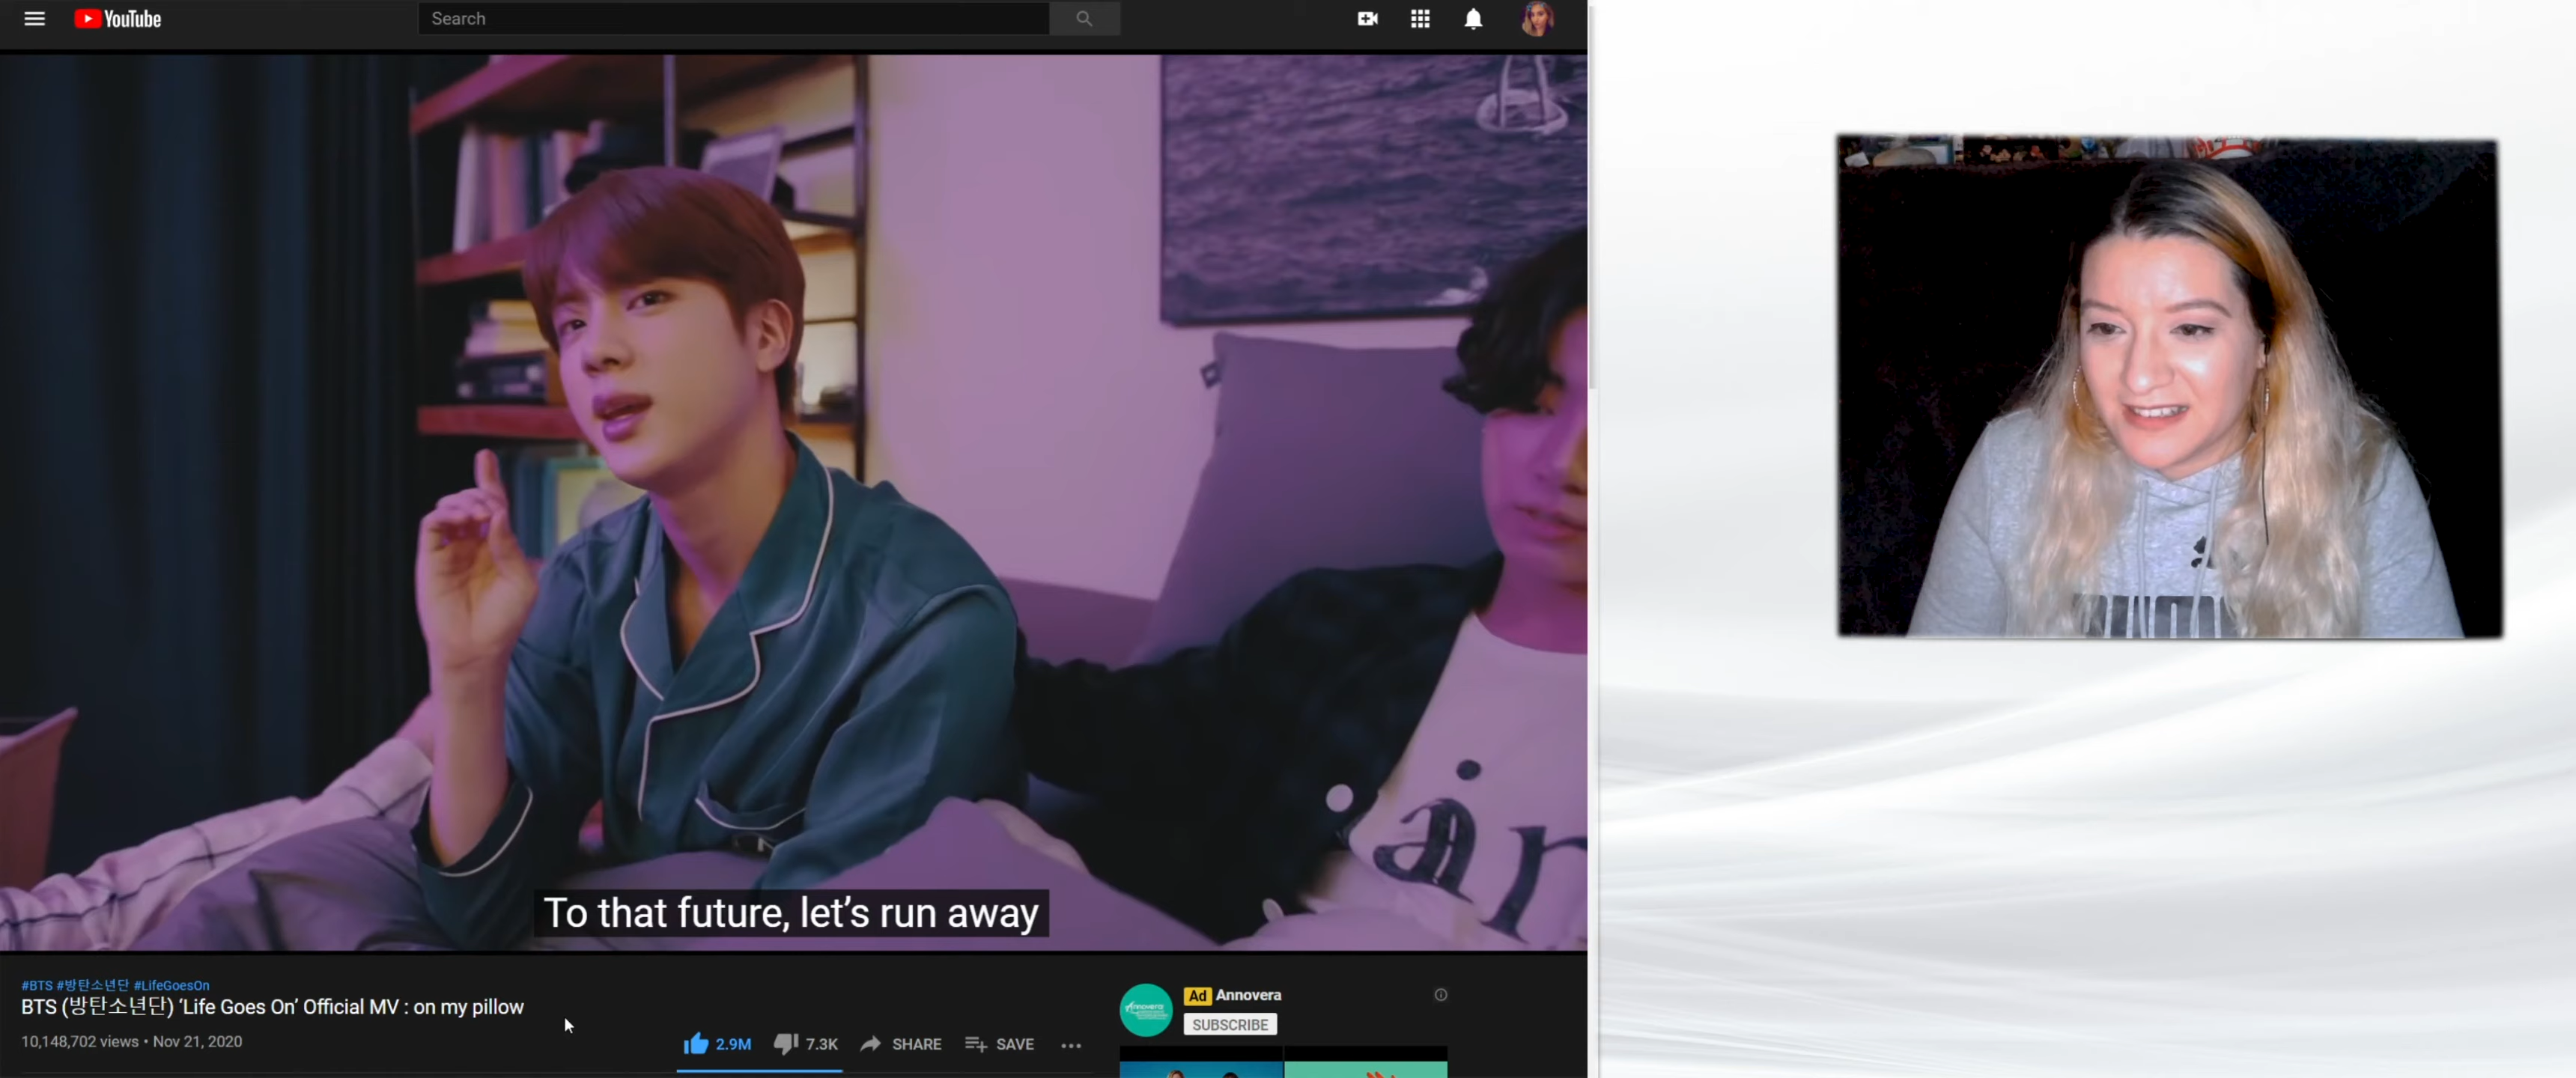 YouTube
Search
år
To that future, let's run away
#BTS #방탄소년단 #LifeGoesOn
BTS (방탄소년단) ‘Life Goes On’ Official MV : on my pillow
10,148,702 views • Nov 21, 2020
2.9M
7.3K
SHARE
SAVE
Annovera
Ad Annovera
SUBSCRIBE